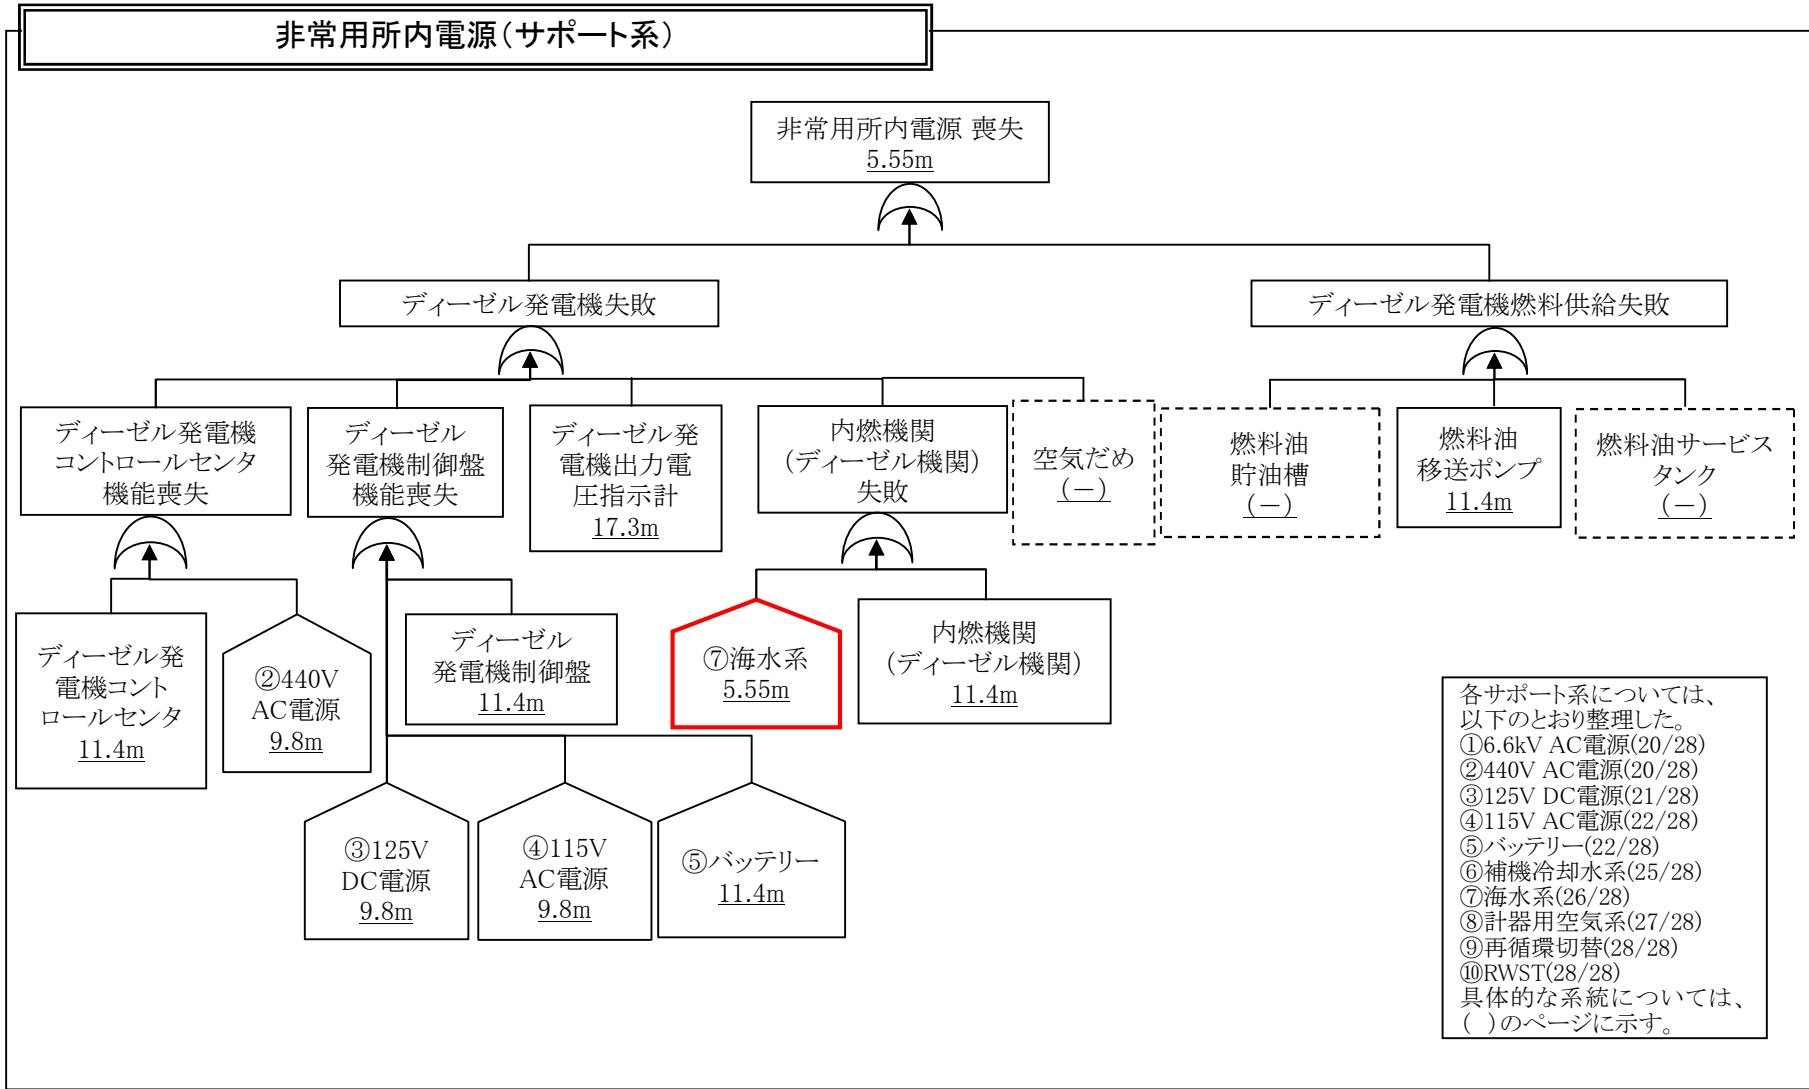 非常用所内電源(サポート系)
非常用所内電源 喪失
5.55m
ディーゼル発電機失敗
ディーゼル発電機燃料供給失敗
ディーゼル発電機
コントロールセンタ
機能喪失
ディーゼル
発電機制御盤
機能喪失
ディーゼル発
電機出力電
圧指示計
17.3m
内燃機関
(ディーゼル機関)
失敗
空気だめ
(－)
燃料油
貯油槽
(－)
燃料油
移送ポンプ
11.4m
燃料油サービス
タンク
(－)
ディーゼル発
電機コント
ロールセンタ
11.4m
②440V
AC電源
9.8m
ディーゼル
発電機制御盤
11.4m
⑦海水系
5.55m
内燃機関
(ディーゼル機関)
11.4m
③125V
DC電源
9.8m
④115V
AC電源
9.8m
⑤バッテリー
11.4m
各サポート系については、
以下のとおり整理した。
①6.6kV AC電源(20/28)
②440V AC電源(20/28)
③125V DC電源(21/28)
④115V AC電源(22/28)
⑤バッテリー(22/28)
⑥補機冷却水系(25/28)
⑦海水系(26/28)
⑧計器用空気系(27/28)
⑨再循環切替(28/28)
⑩RWST(28/28)
具体的な系統については、
( )のページに示す。